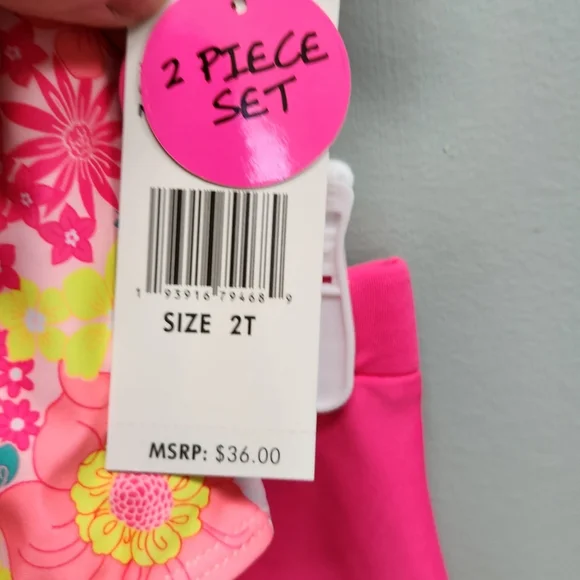 2 PIECE
SET
1 93916 79468 9
SIZE 2T
MSRP: $36.00